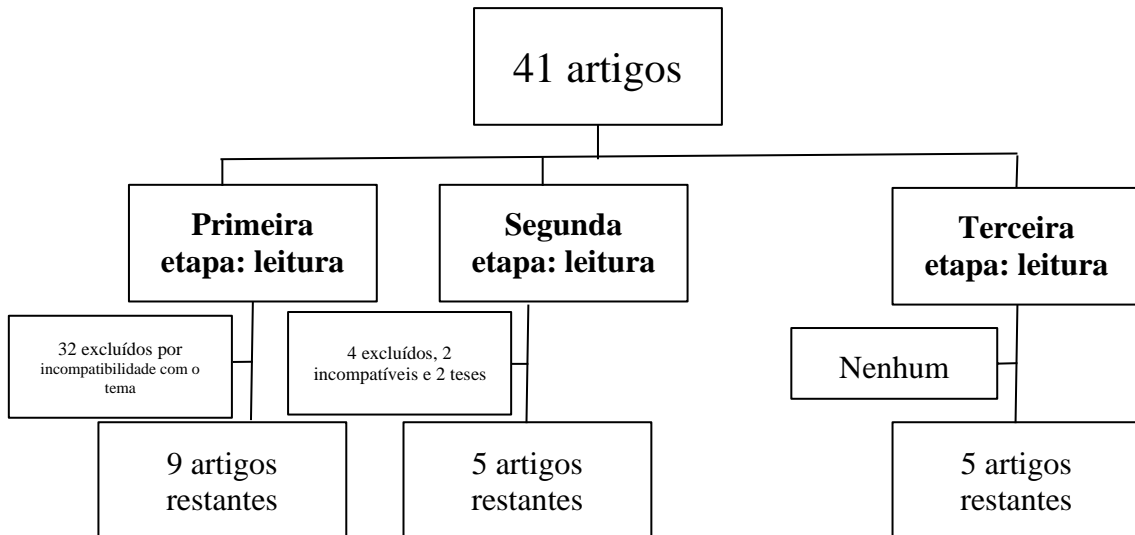 41 artigos
Primeira
etapa: leitura
Segunda
etapa: leitura
Terceira
etapa: leitura
32 excluídos por
incompatibilidade com o
tema
4 excluídos, 2
incompatíveis e 2 teses
Nenhum
9 artigos
restantes
5 artigos
restantes
5 artigos
restantes